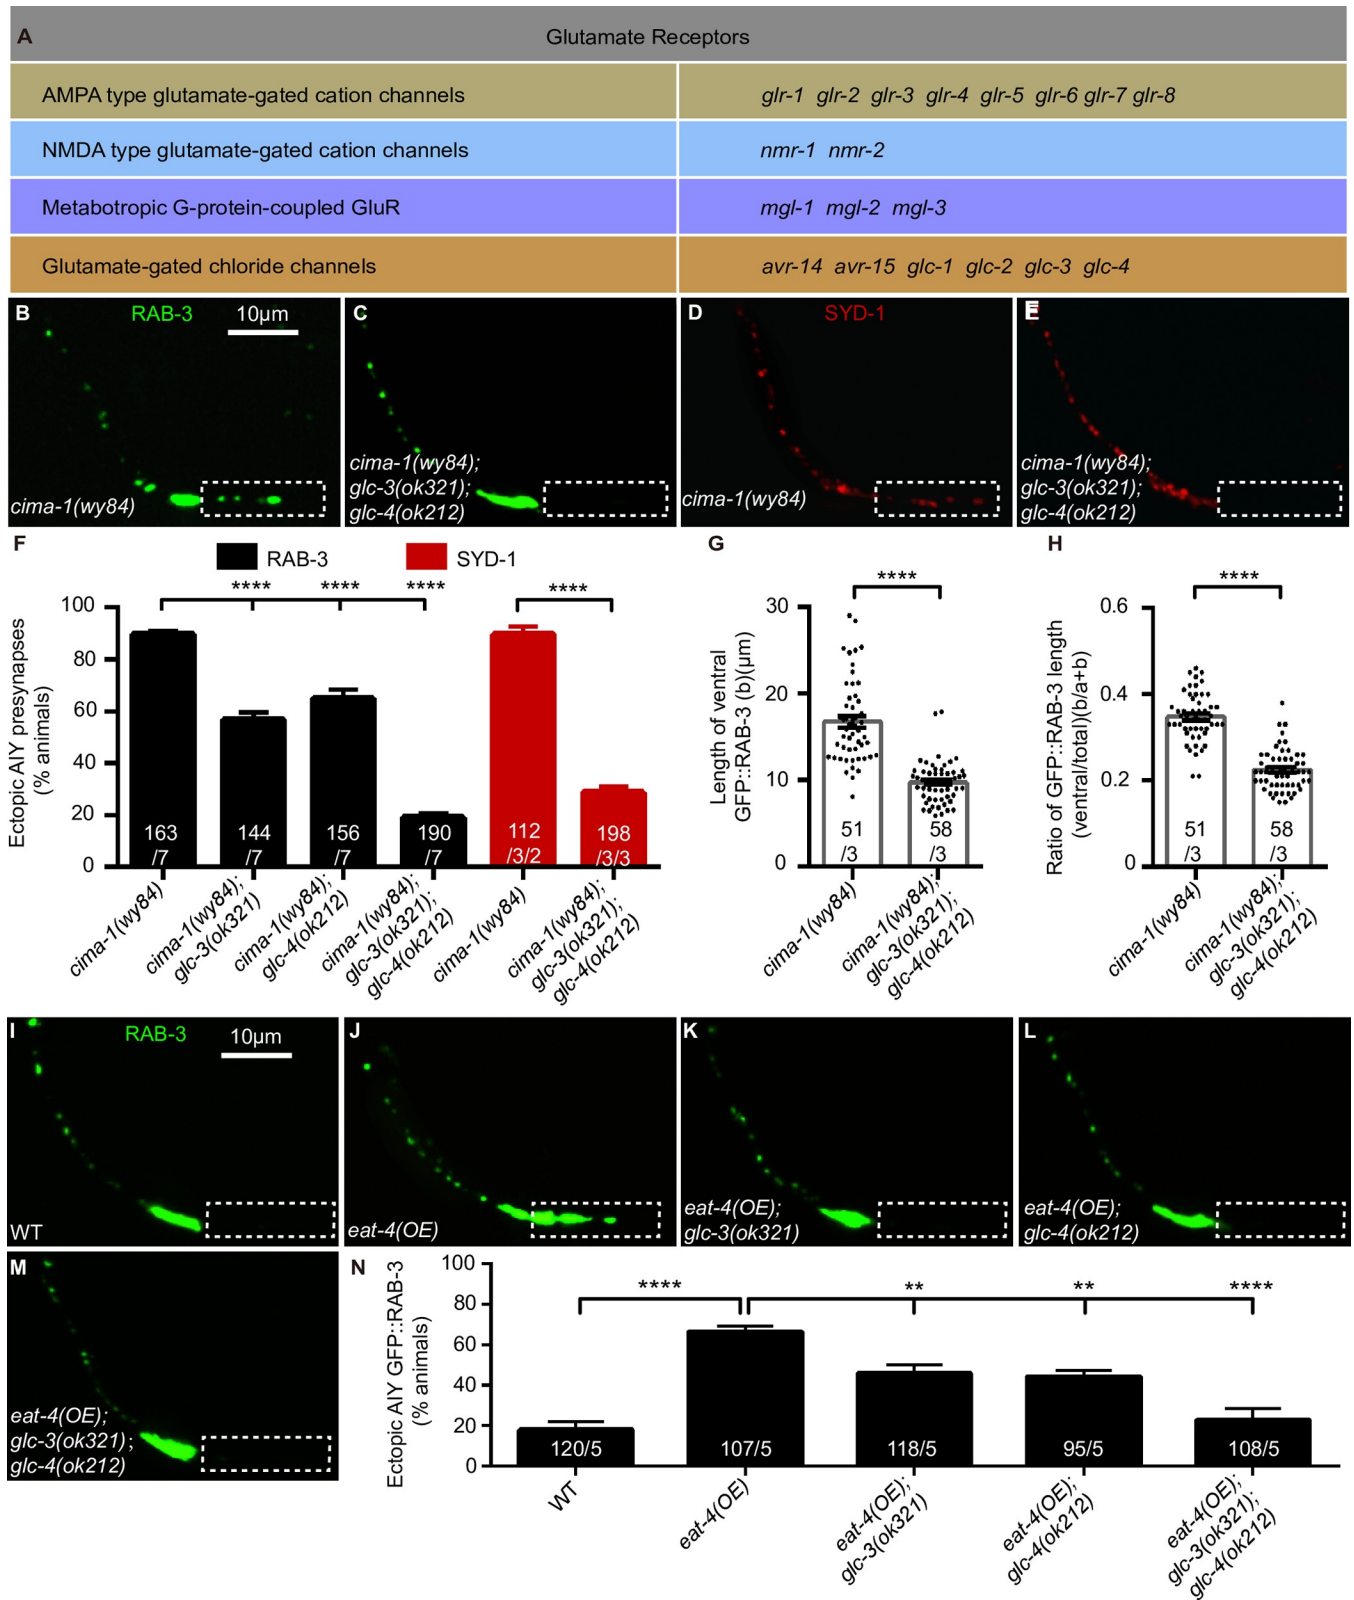 A
Glutamate Receptors
AMPA type glutamate-gated cation channels
glr-1 glr-2 glr-3 glr-4 glr-5 glr-6 glr-7 glr-8
NMDA type glutamate-gated cation channels
nmr-1 nmr-2
Metabotropic G-protein-coupled GluR
mgl-1 mgl-2 mgl-3
Glutamate-gated chloride channels
avr-14 avr-15 glc-1 glc-2 glc-3 glc-4
B
RAB-3
10µm
cima-1(wy84)
C
cima-1(wy84);
glc-3(ok321);
glc-4(ok212)
D
SYD-1
cima-1(wy84)
E
cima-1(wy84);
glc-3(ok321);
glc-4(ok212)
F
RAB-3
SYD-1
Ectopic AIY presynapses
(% animals)
100
80
60
40
20
0
****
****
****
****
163
/7
144
/7
156
/7
190
/7
112
/3/2
198
/3/3
cima-1(wy84)
cima-1(wy84);
glc-3(ok321)
cima-1(wy84);
glc-4(ok212)
cima-1(wy84);
glc-3(ok321);
glc-4(ok212)
cima-1(wy84)
cima-1(wy84);
glc-3(ok321);
glc-4(ok212)
G
Length of ventral
GFP::RAB-3 (b)(µm)
30
20
10
0
****
51
/3
58
/3
cima-1(wy84)
cima-1(wy84);
glc-3(ok321);
glc-4(ok212)
H
Ratio of GFP::RAB-3 length
(ventral/total)(b/a+b)
0.6
0.4
0.2
0
****
51
/3
58
/3
cima-1(wy84)
cima-1(wy84);
glc-3(ok321);
glc-4(ok212)
I
RAB-3
10µm
WT
J
eat-4(OE)
K
eat-4(OE);
glc-3(ok321)
L
eat-4(OE);
glc-4(ok212)
M
eat-4(OE);
glc-3(ok321);
glc-4(ok212)
N
Ectopic AIY GFP::RAB-3
(% animals)
100
80
60
40
20
0
****
**
**
****
120/5
107/5
118/5
95/5
108/5
WT
eat-4(OE)
eat-4(OE);
glc-3(ok321)
eat-4(OE);
glc-4(ok212)
eat-4(OE);
glc-3(ok321);
glc-4(ok212)